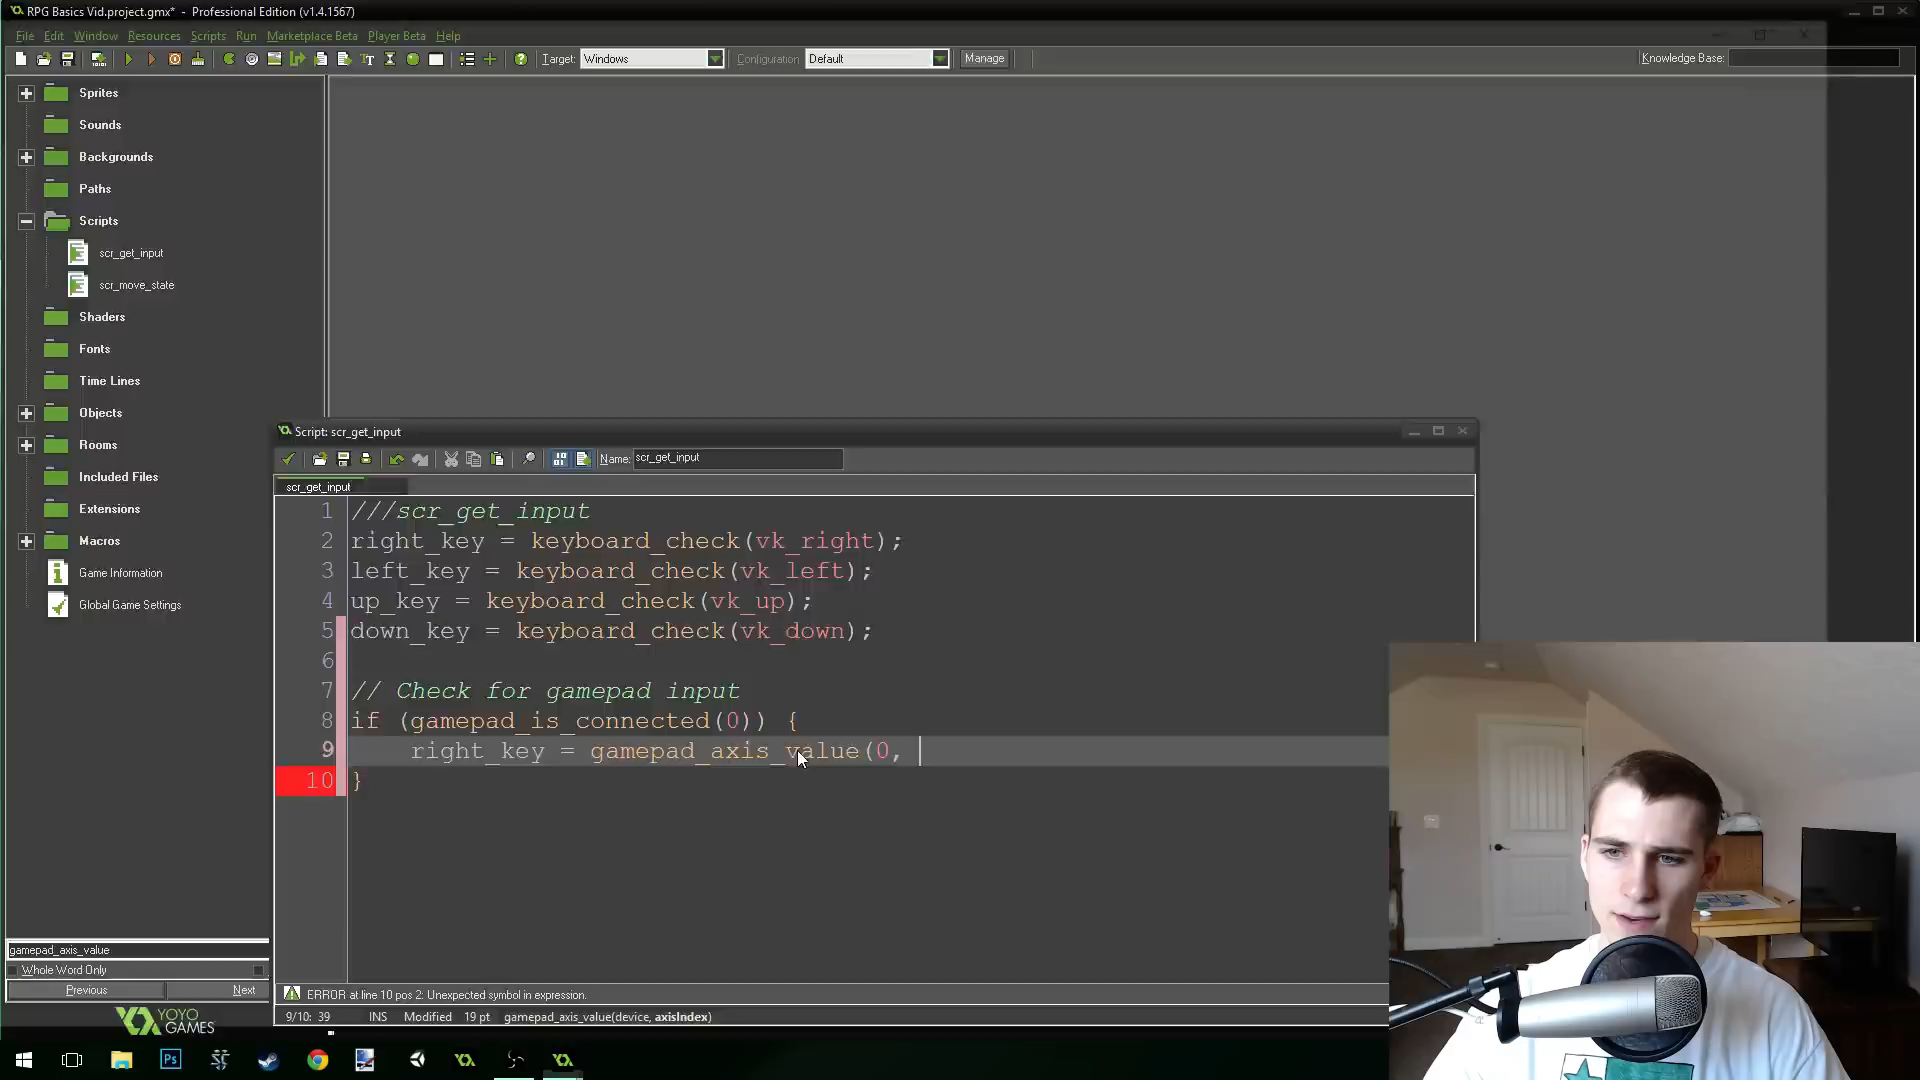 RPG Basics Vid.project.gmx* - Professional Edition (v1.4.1567)
File Edit Window Resources Scripts Run Marketplace Beta Player Beta Help
Target: Windows Configuration Default Manage Knowledge Base:
Sprites
Sounds
Backgrounds
Paths
Scripts
scr_get_input
scr_move_state
Shaders
Fonts
Time Lines
Objects
Rooms
Included Files
Extensions
Macros
Game Information
Global Game Settings
Script: scr_get_input
Name: scr_get_input
scr_get_input
1 ///scr_get_input
2 right_key = keyboard_check(vk_right);
3 left_key = keyboard_check(vk_left);
4 up_key = keyboard_check(vk_up);
5 down_key = keyboard_check(vk_down);
6
7 // Check for gamepad input
8 if (gamepad_is_connected(0)) {
9 right_key = gamepad_axis_value(0,
10 }
gamepad_axis_value
Whole Word Only
Previous Next
ERROR at line 10 pos 2: Unexpected symbol in expression.
9/10: 39 INS Modified 19 pt gamepad_axis_value(device, axisIndex)
YOYO
GAMES
Ps